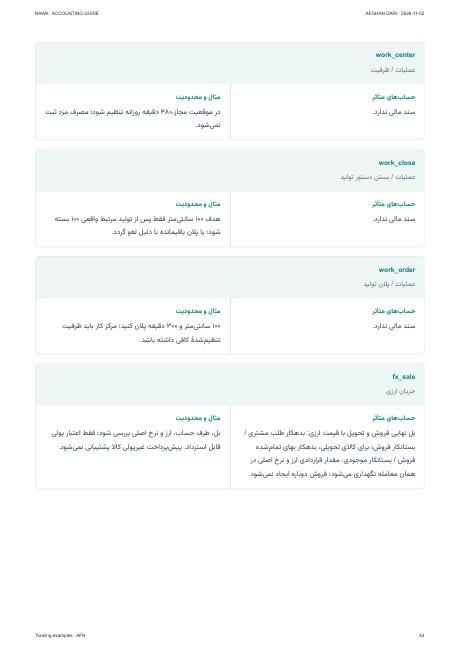 NAWA · ACCOUNTING GUIDE
AFGHAN DARI · 2026-11-02
work_center
عملیات / ظرفیت
حساب‌های متأثر
سند مالی ندارد.
مثال و محدودیت
در موقعیت مجاز،۴۸۰ دقیقه روزانه تنظیم شود؛ مصرف مزد ثبت
نمی‌شود.
work_close
عملیات / بستن دستور تولید
حساب‌های متأثر
سند مالی ندارد.
مثال و محدودیت
هدف ۱۰۰ سانتی‌متر فقط پس از تولید مرتبط واقعی ۱۰۰ بسته
شود؛ یا پلان باقیمانده با دلیل لغو گردد.
work_order
عملیات / پلان تولید
حساب‌های متأثر
سند مالی ندارد.
مثال و محدودیت
۱۰۰ سانتی‌متر و ۳۰۰ دقیقه پلان کنید؛ مرکز کار باید ظرفیت
تنظیم‌شدهٔ کافی داشته باشد.
fx_sale
جریان ارزی
حساب‌های متأثر
بل نهایی فروش و تحویل با قیمت ارزی: بدهکار طلب مشتری /
بستانکار فروش؛ برای کالای تحویلی، بدهکار بهای تمام‌شده
فروش / بستانکار موجودی. مقدار قراردادی ارز و نرخ اصلی در
همان معامله نگهداری می‌شود؛ فروش دوباره ایجاد نمی‌شود.
مثال و محدودیت
بل، طرف حساب، ارز و نرخ اصلی بررسی شود؛ فقط اعتبار پولی
قابل استرداد. پیش‌پرداخت غیرپولی کالا پشتیبانی نمی‌شود.
Training examples · AFN
43